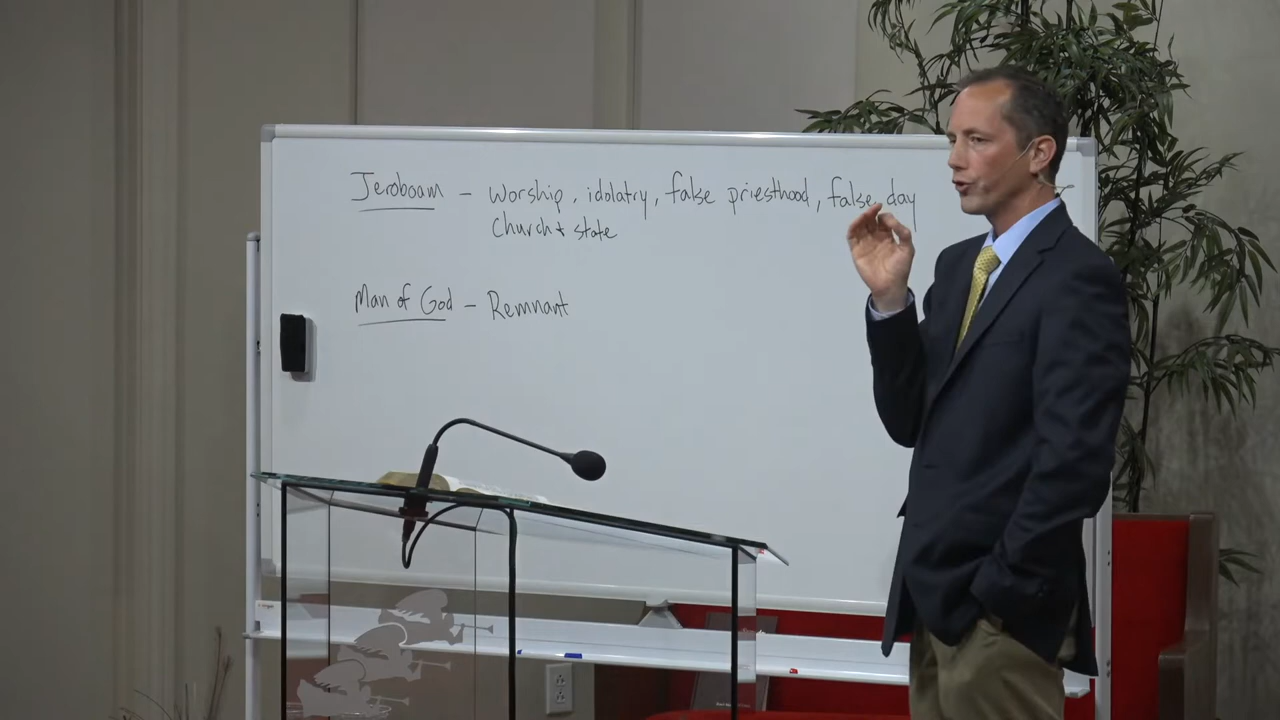 Jeroboam - worship, idolatry, false priesthood, false day
Church & state
Man of God - Remnant